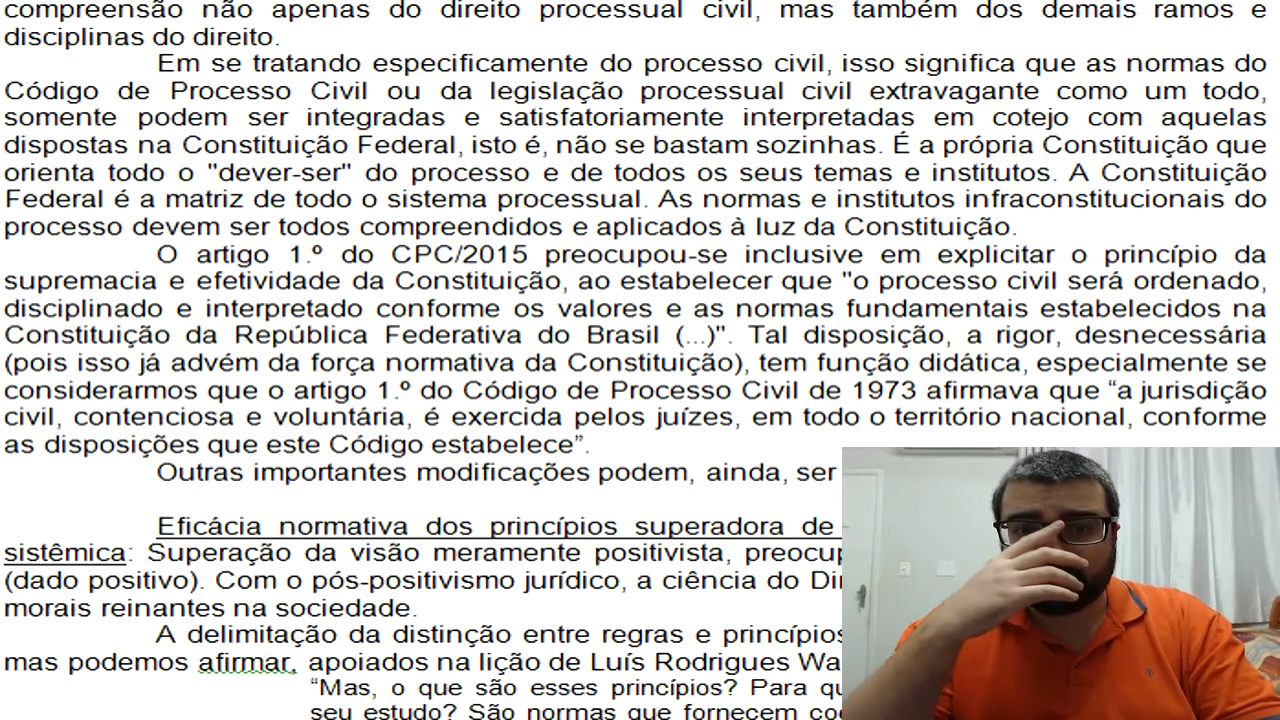 compreensão não apenas do direito processual civil, mas também dos demais ramos e
disciplinas do direito.
Em se tratando especificamente do processo civil, isso significa que as normas do
Código de Processo Civil ou da legislação processual civil extravagante como um todo,
somente podem ser integradas e satisfatoriamente interpretadas em cotejo com aquelas
dispostas na Constituição Federal, isto é, não se bastam sozinhas. É a própria Constituição que
orienta todo o "dever-ser" do processo e de todos os seus temas e institutos. A Constituição
Federal é a matriz de todo o sistema processual. As normas e institutos infraconstitucionais do
processo devem ser todos compreendidos e aplicados à luz da Constituição.
O artigo 1.º do CPC/2015 preocupou-se inclusive em explicitar o princípio da
supremacia e efetividade da Constituição, ao estabelecer que "o processo civil será ordenado,
disciplinado e interpretado conforme os valores e as normas fundamentais estabelecidos na
Constituição da República Federativa do Brasil (...)". Tal disposição, a rigor, desnecessária
(pois isso já advém da força normativa da Constituição), tem função didática, especialmente se
considerarmos que o artigo 1.º do Código de Processo Civil de 1973 afirmava que “a jurisdição
civil, contenciosa e voluntária, é exercida pelos juízes, em todo o território nacional, conforme
as disposições que este Código estabelece”.
Outras importantes modificações podem, ainda, ser
Eficácia normativa dos princípios superadora de
sistêmica: Superação da visão meramente positivista,
(dado positivo). Com o pós-positivismo jurídico, a ciência do
morais reinantes na sociedade.
A delimitação da distinção entre regras e princípios
mas podemos afirmar, apoiados na lição de Luís Rodrigues
“Mas, o que são esses princípios? Para
seu estudo? São normas que fornecem